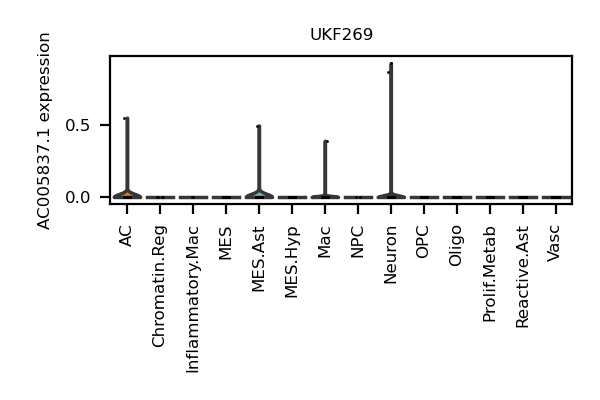 UKF269
AC005837.1 expression
0.5
0.0
AC
Chromatin.Reg
Inflammatory.Mac
MES
MES.Ast
MES.Hyp
Mac
NPC
Neuron
OPC
Oligo
Prolif.Metab
Reactive.Ast
Vasc